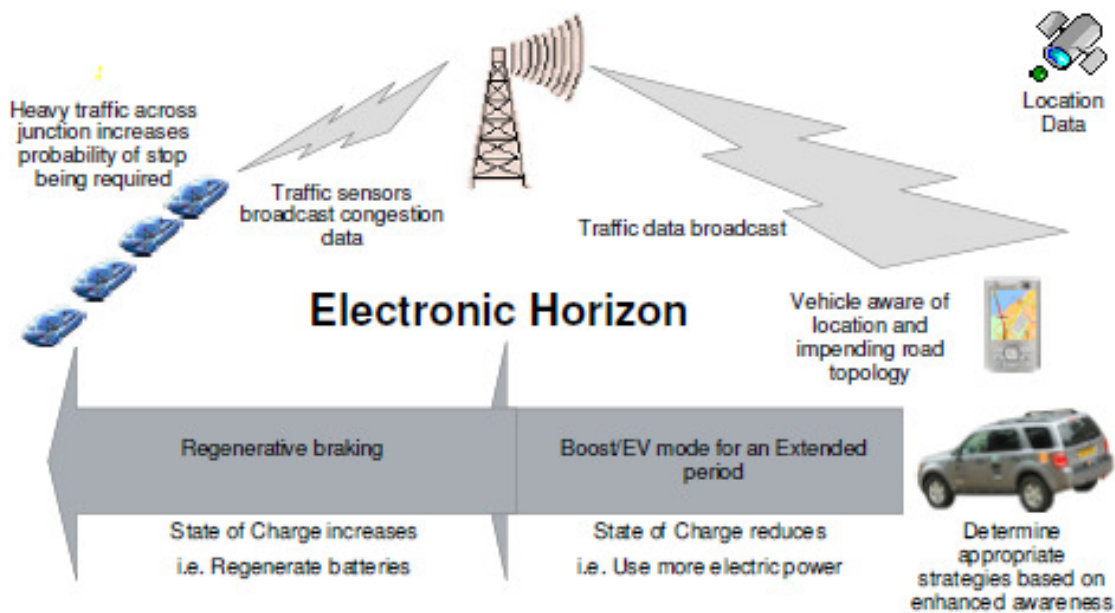 Heavy traffic across
junction increases
probability of stop
being required
Traffic sensors
broadcast congestion
data
Traffic data broadcast
Location
Data
Electronic Horizon
Vehicle aware of
location and
impending road
topology
Regenerative braking
Boost/EV mode for an Extended
period
State of Charge increases
i.e. Regenerate batteries
State of Charge reduces
i.e. Use more electric power
Determine
appropriate
strategies based on
enhanced awareness